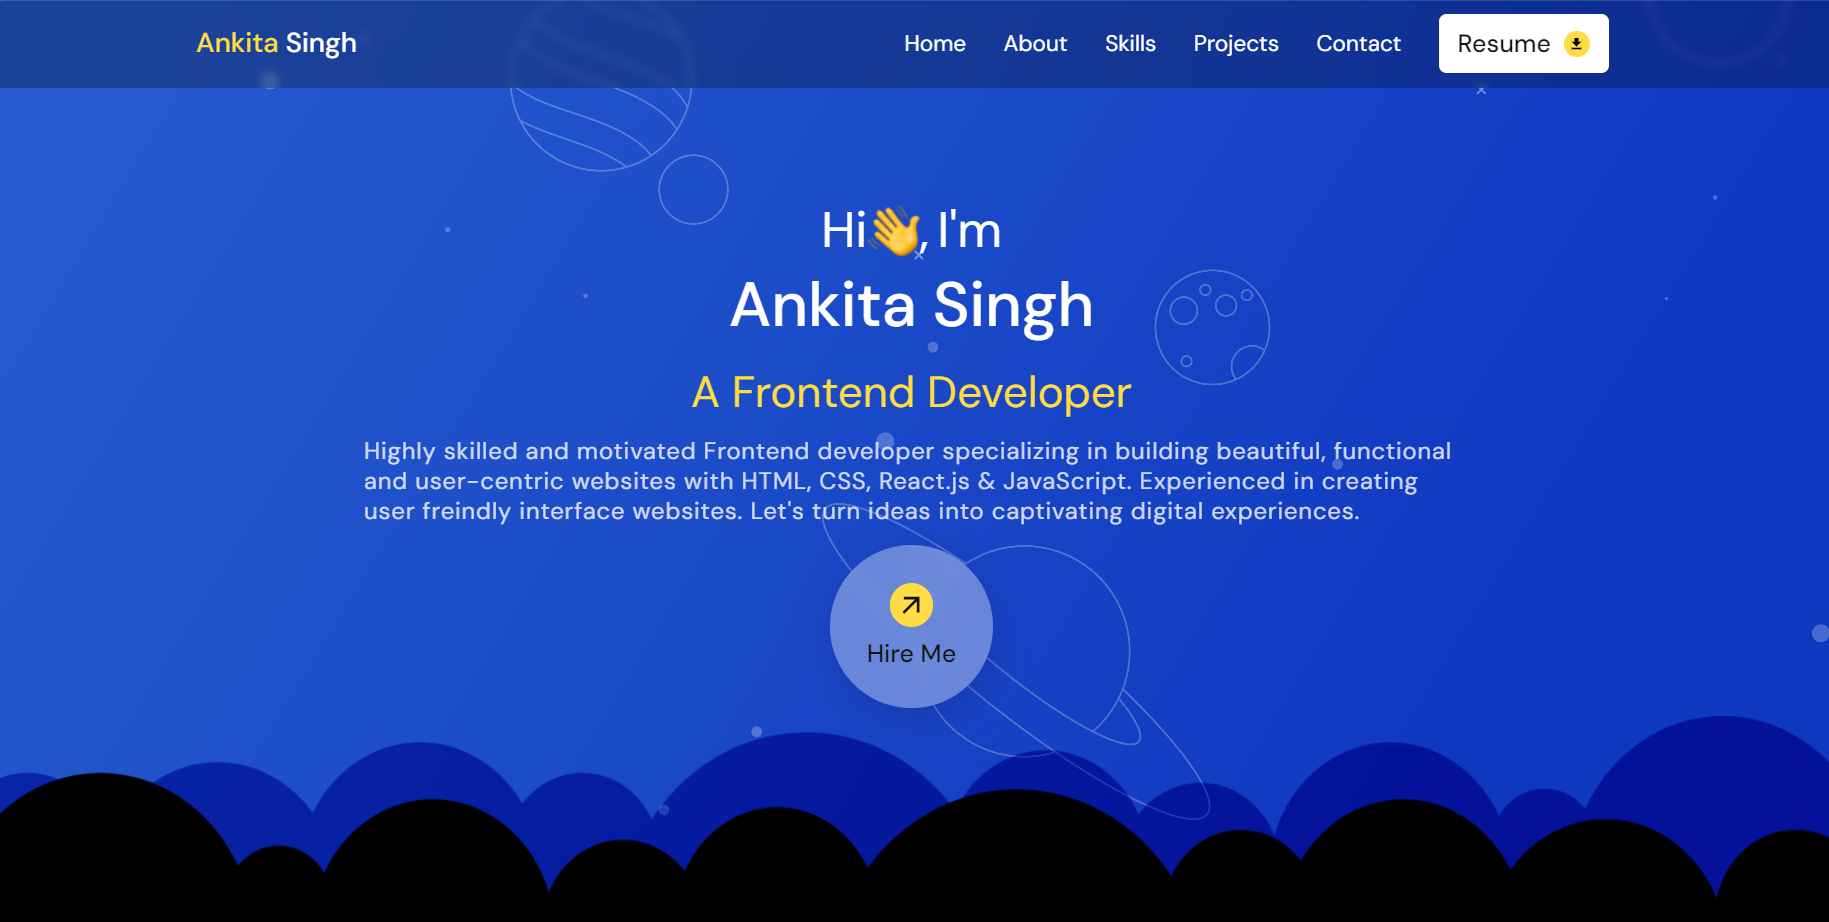 Ankita Singh
Home About Skills Projects Contact Resume
Hi👋, I'm
Ankita Singh
A Frontend Developer
Highly skilled and motivated Frontend developer specializing in building beautiful, functional
and user-centric websites with HTML, CSS, React.js & JavaScript. Experienced in creating
user freindly interface websites. Let's turn ideas into captivating digital experiences.
Hire Me